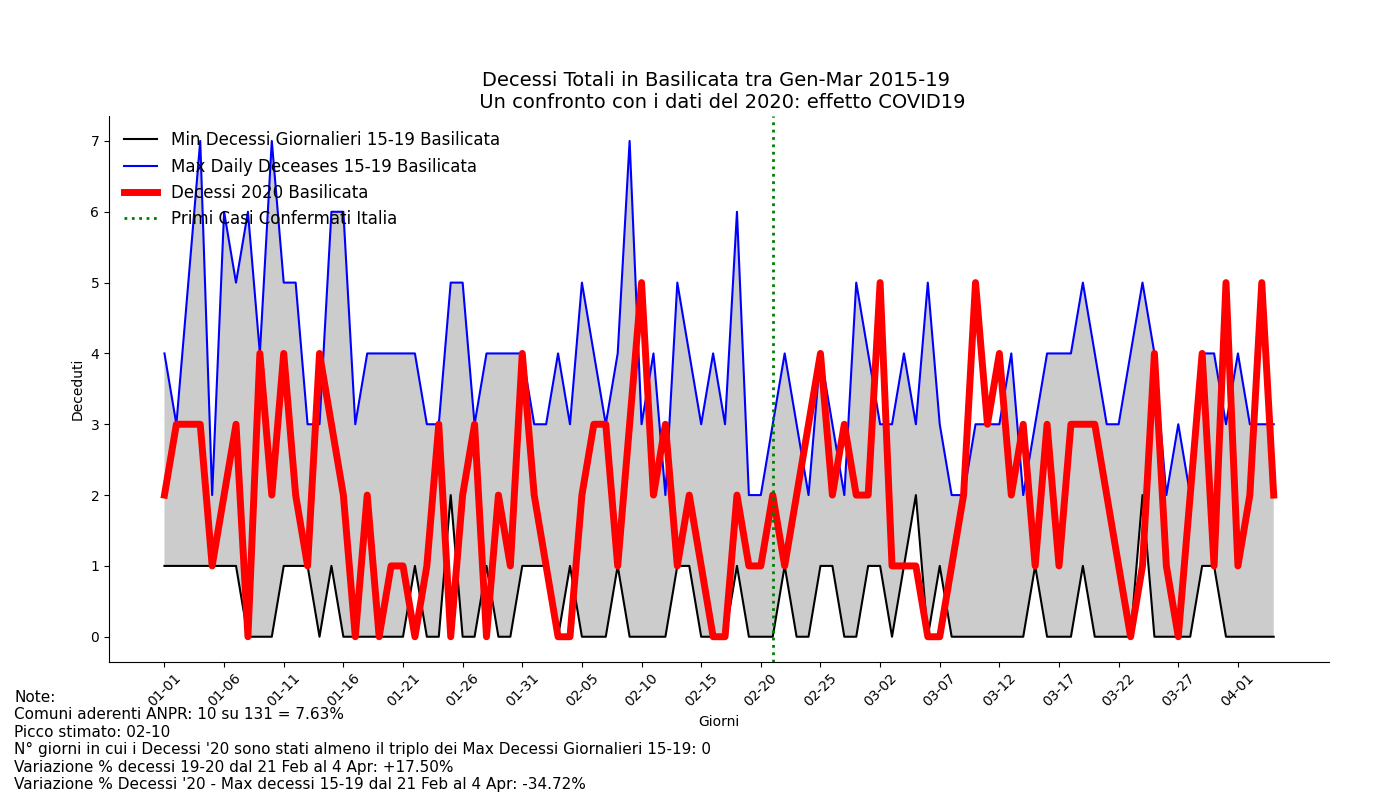 Decessi Totali in Basilicata tra Gen-Mar 2015-19
Un confronto con i dati del 2020: effetto COVID19
Min Decessi Giornalieri 15-19 Basilicata
Max Daily Deceases 15-19 Basilicata
Decessi 2020 Basilicata
Primi Casi Confermati Italia
Deceduti
7
6
5
4
3
2
1
0
01-01
01-06
01-11
01-16
01-21
01-26
01-31
02-05
02-10
02-15
02-20
02-25
03-02
03-07
03-12
03-17
03-22
03-27
04-01
Giorni
Note:
Comuni aderenti ANPR: 10 su 131 = 7.63%
Picco stimato: 02-10
N° giorni in cui i Decessi '20 sono stati almeno il triplo dei Max Decessi Giornalieri 15-19: 0
Variazione % decessi 19-20 dal 21 Feb al 4 Apr: +17.50%
Variazione % Decessi '20 - Max decessi 15-19 dal 21 Feb al 4 Apr: -34.72%